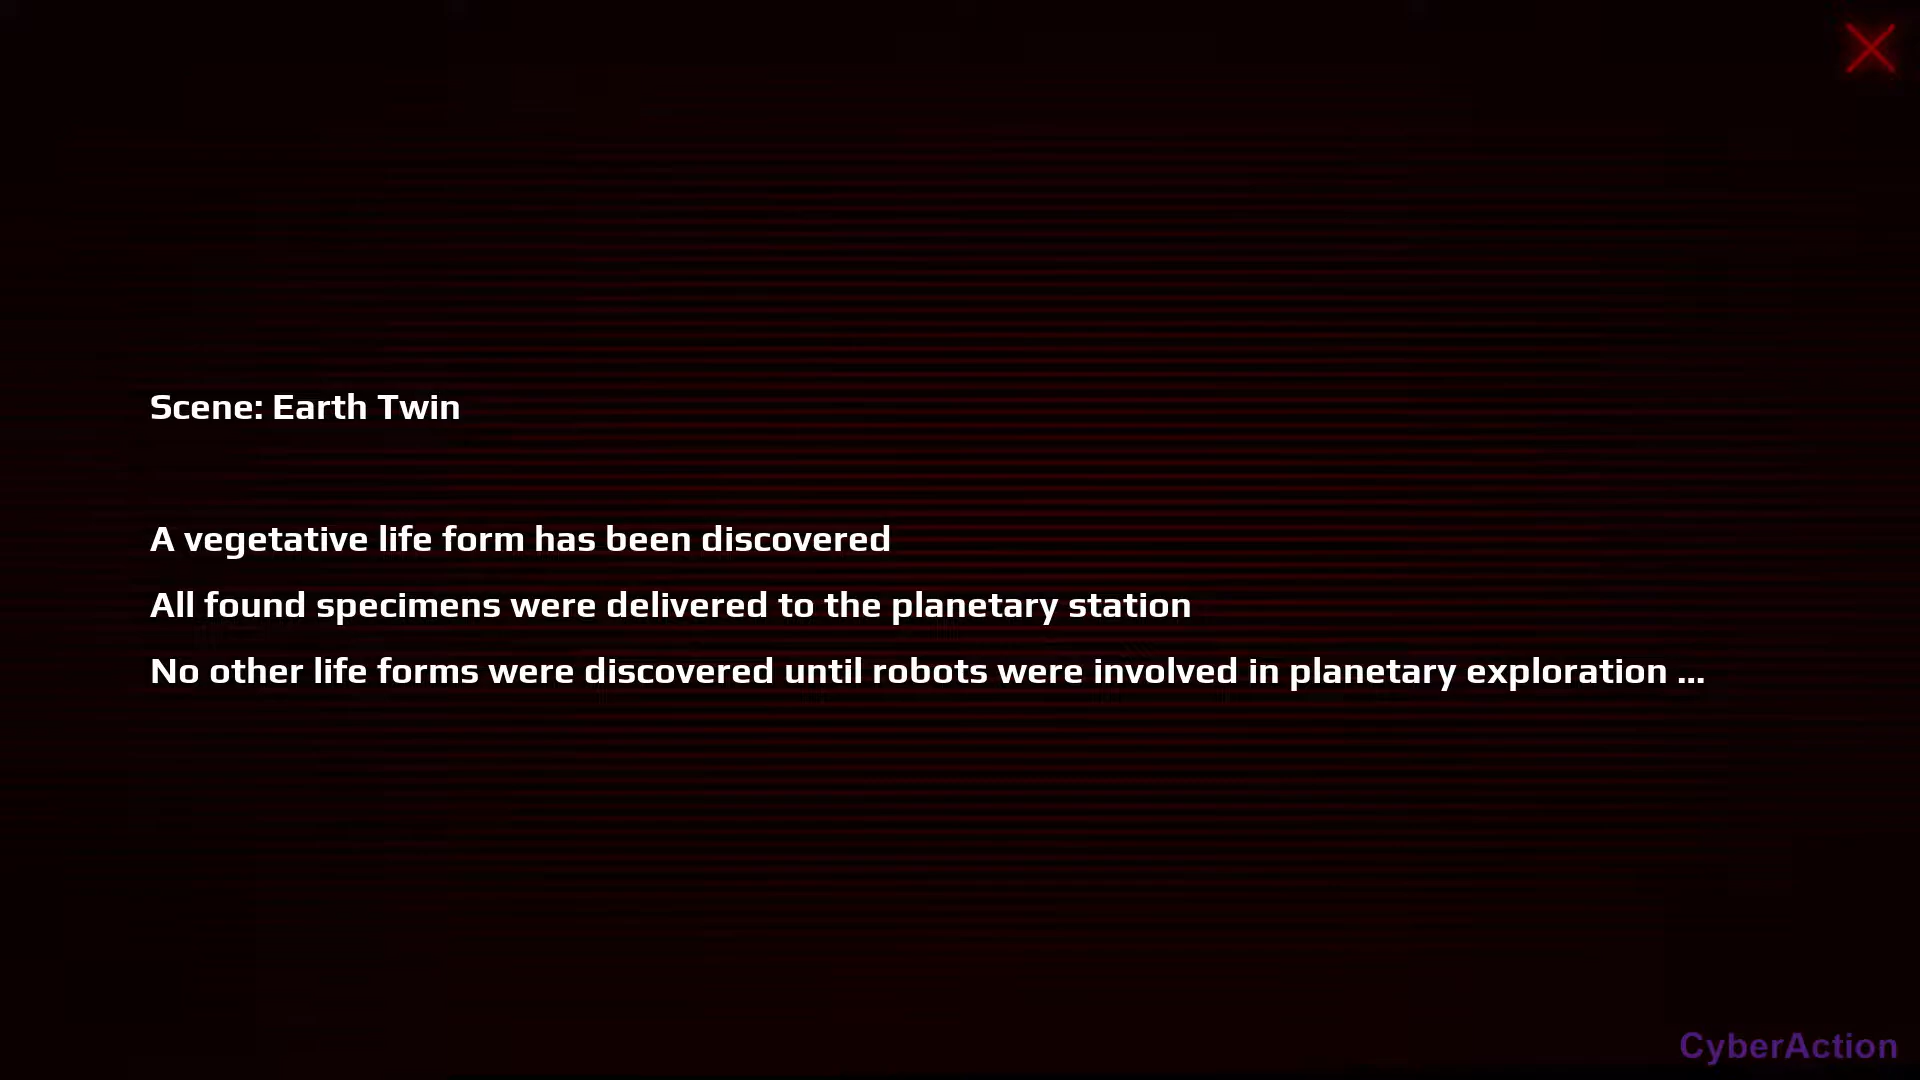 Scene: Earth Twin
A vegetative life form has been discovered
All found specimens were delivered to the planetary station
No other life forms were discovered until robots were involved in planetary exploration ...
CyberAction